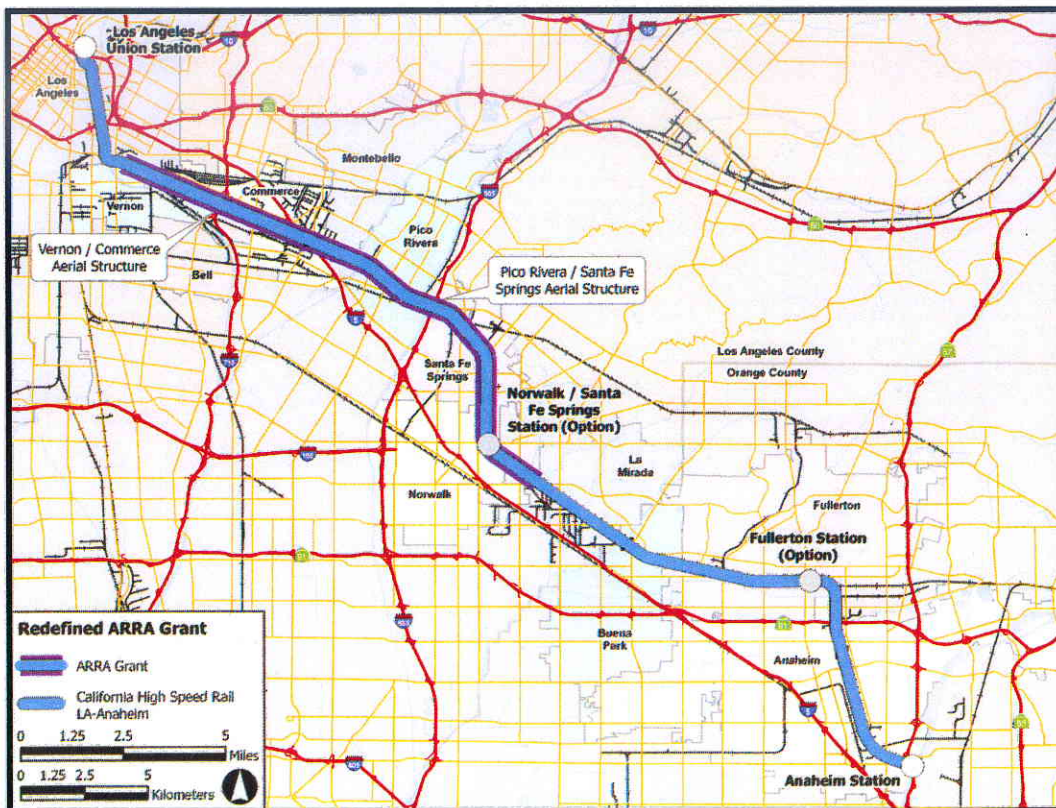 Los Angeles
Union Station
Los
Angeles
Montebello
Commerce
Vernon
Pico
Rivera
Vernon / Commerce
Aerial Structure
Bell
Pico Rivera / Santa Fe
Springs Aerial Structure
Los Angeles County
Orange County
Santa Fe
Springs
Norwalk / Santa
Fe Springs
Station (Option)
La
Mirada
Norwalk
Fullerton
Fullerton Station
(Option)
Buena
Park
Anaheim
Anaheim Station
Redefined ARRA Grant
ARRA Grant
California High Speed Rail
LA-Anaheim
0 1.25 2.5 5
Miles
0 1.25 2.5 5
Kilometers